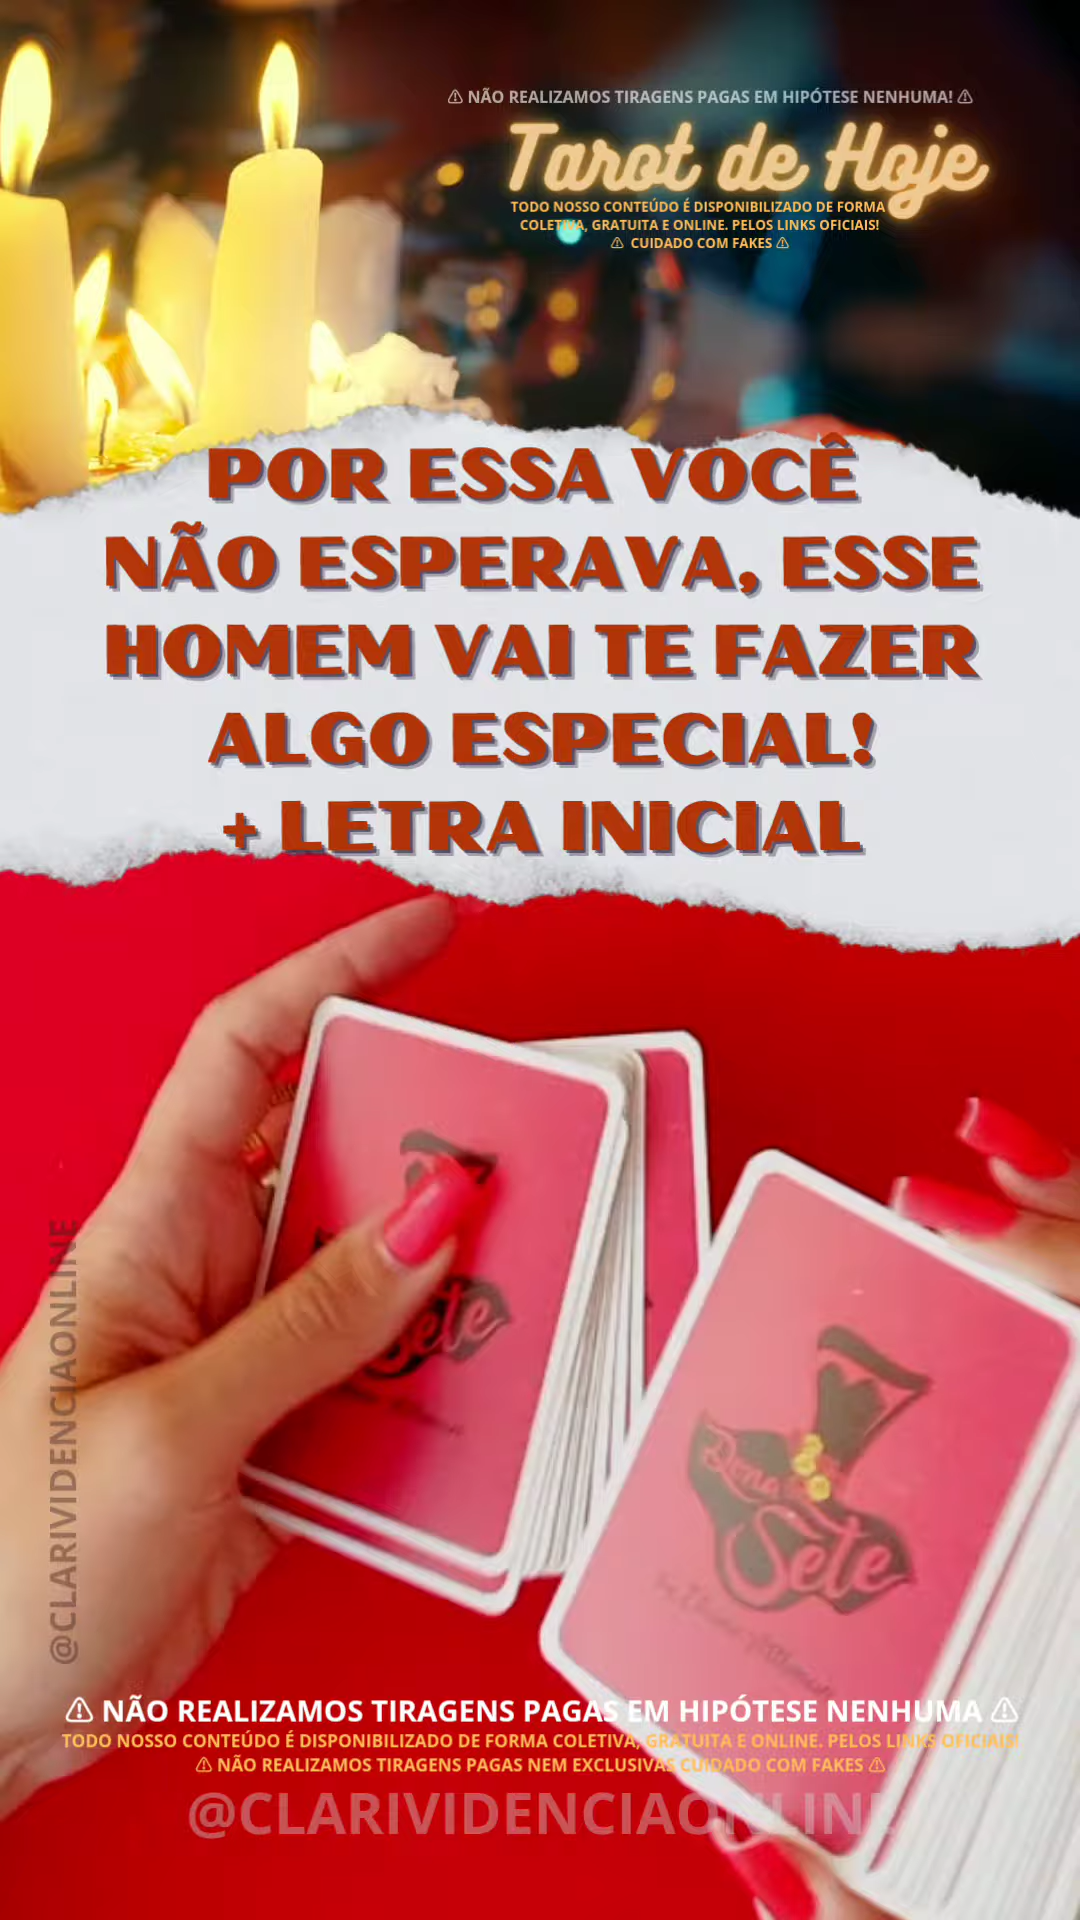 ⚠ NÃO REALIZAMOS TIRAGENS PAGAS EM HIPÓTESE NENHUMA! ⚠
Tarot de Hoje
TODO NOSSO CONTEÚDO É DISPONIBILIZADO DE FORMA
COLETIVA, GRATUITA E ONLINE. PELOS LINKS OFICIAIS!
⚠ CUIDADO COM FAKES ⚠
POR ESSA VOCÊ
NÃO ESPERAVA, ESSE
HOMEM VAI TE FAZER
ALGO ESPECIAL!
+ LETRA INICIAL
Sete
Dona
Sete
@CLARIVIDENCIAONLINE
⚠ NÃO REALIZAMOS TIRAGENS PAGAS EM HIPÓTESE NENHUMA ⚠
TODO NOSSO CONTEÚDO É DISPONIBILIZADO DE FORMA COLETIVA, GRATUITA E ONLINE. PELOS LINKS OFICIAIS!
⚠ NÃO REALIZAMOS TIRAGENS PAGAS NEM EXCLUSIVAS CUIDADO COM FAKES ⚠
@CLARIVIDENCIAONLINE